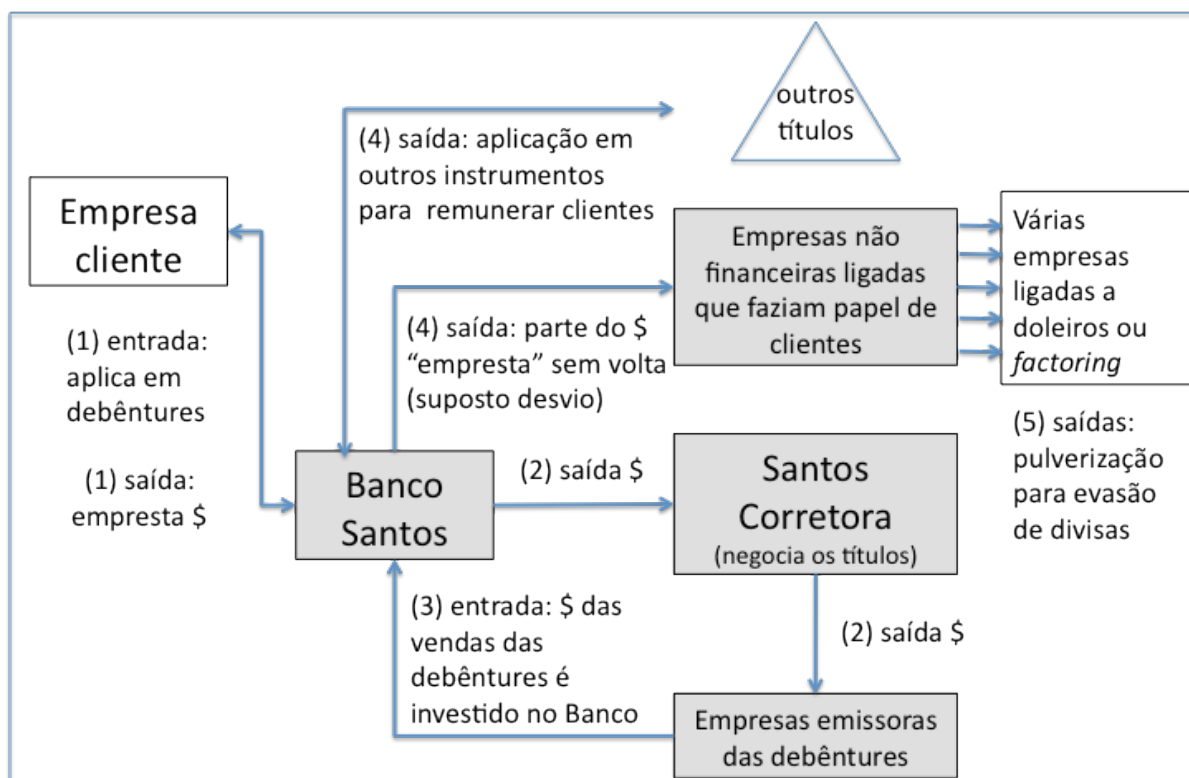 outros
títulos
(4) saída: aplicação em
outros instrumentos
para remunerar clientes
Empresa
cliente
Empresas não
financeiras ligadas
que faziam papel de
clientes
Várias
empresas
ligadas a
doleiros ou
factoring
(1) entrada:
aplica em
debêntures
(4) saída: parte do $
“empresta” sem volta
(suposto desvio)
(5) saídas:
pulverização
para evasão
de divisas
(1) saída:
empresta $
Banco
Santos
(2) saída $
Santos
Corretora
(negocia os títulos)
(3) entrada: $ das
vendas das
debêntures é
investido no Banco
(2) saída $
Empresas emissoras
das debêntures